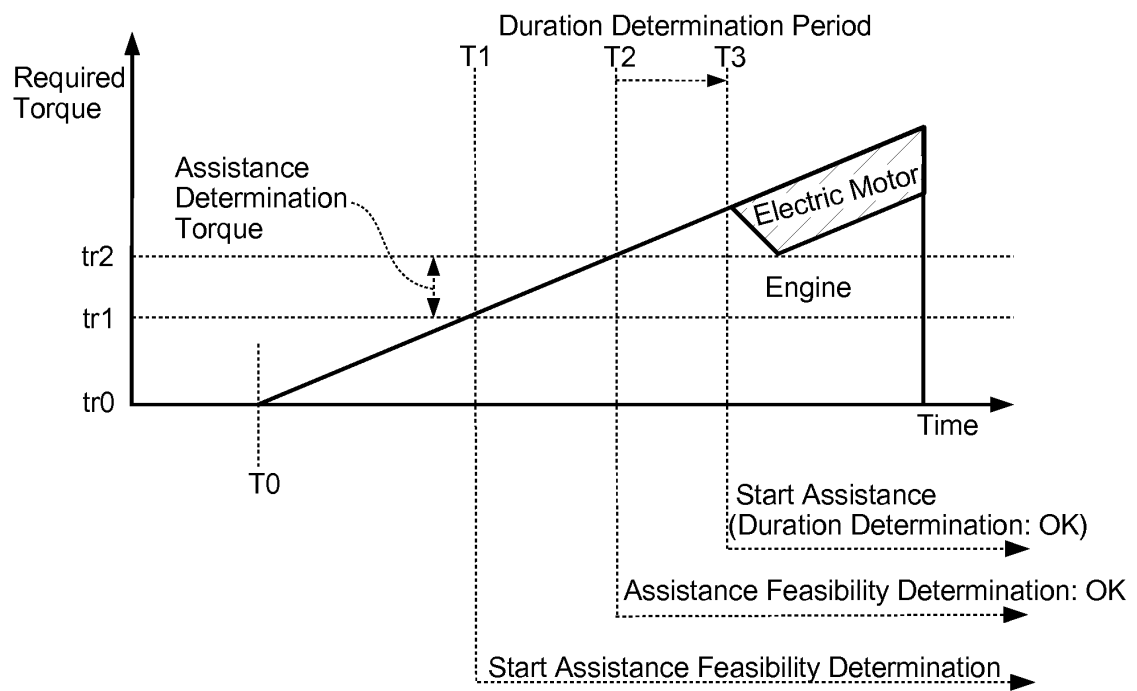 Duration Determination Period
T1
T2
T3
Required
Torque
Assistance
Determination
Torque
Electric Motor
tr2
Engine
tr1
tr0
Time
T0
Start Assistance
(Duration Determination: OK)
Assistance Feasibility Determination: OK
Start Assistance Feasibility Determination